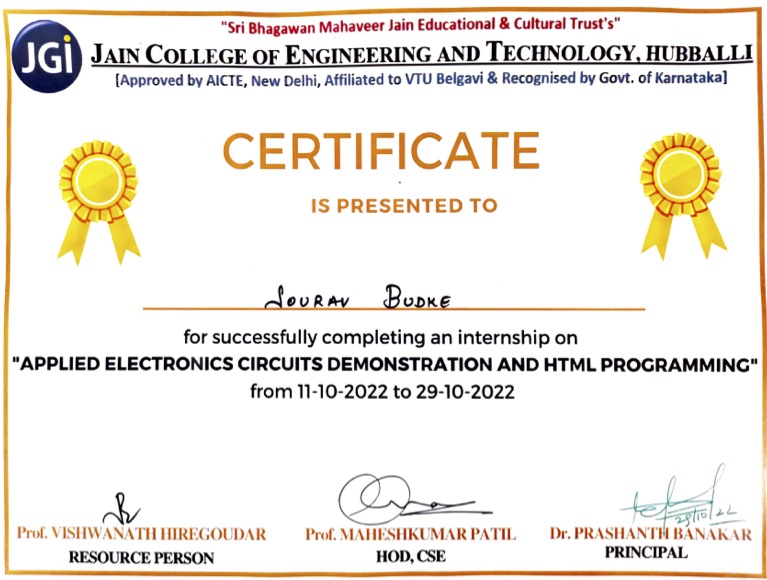 "Sri Bhagawan Mahaveer Jain Educational & Cultural Trust's"
JGi
JAIN COLLEGE OF ENGINEERING AND TECHNOLOGY, HUBBALLI
[Approved by AICTE, New Delhi, Affiliated to VTU Belgavi & Recognised by Govt. of Karnataka]
CERTIFICATE
IS PRESENTED TO
SOURAV BUDKE
for successfully completing an internship on
"APPLIED ELECTRONICS CIRCUITS DEMONSTRATION AND HTML PROGRAMMING"
from 11-10-2022 to 29-10-2022
29/10/22
Prof. VISHWANATH HIREGOUDAR Prof. MAHESHKUMAR PATIL Dr. PRASHANTH BANAKAR
RESOURCE PERSON HOD, CSE PRINCIPAL